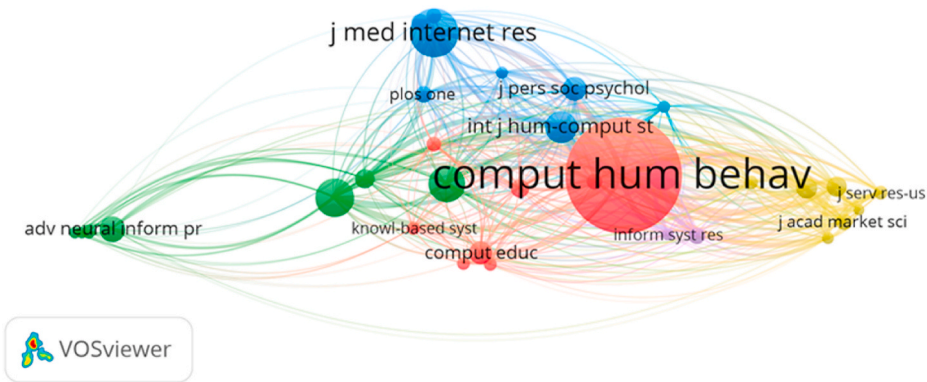 j med internet res
plos one
j pers soc psychol
int j hum-comput st
comput hum behav
j serv res-us
adv neural inform pr
knowl-based syst
inform syst res
j acad market sci
comput educ
VOSviewer